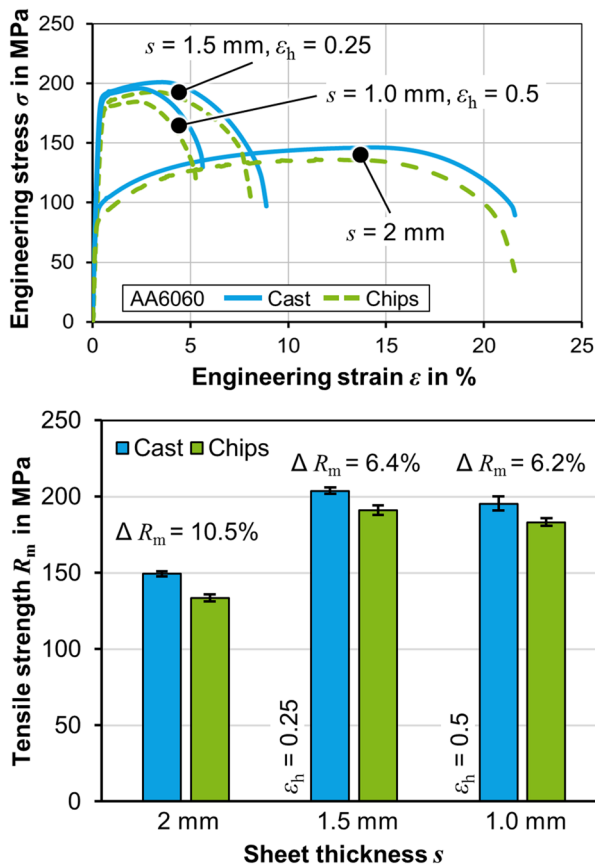 Engineering stress σ in MPa
250
200
150
100
50
0
s = 1.5 mm, εh = 0.25
s = 1.0 mm, εh = 0.5
s = 2 mm
AA6060 Cast Chips
0 5 10 15 20 25
Engineering strain ε in %
Tensile strength Rm in MPa
250
200
150
100
50
0
Cast Chips
Δ Rm = 10.5%
Δ Rm = 6.4%
Δ Rm = 6.2%
εh = 0.25
εh = 0.5
2 mm 1.5 mm 1.0 mm
Sheet thickness s